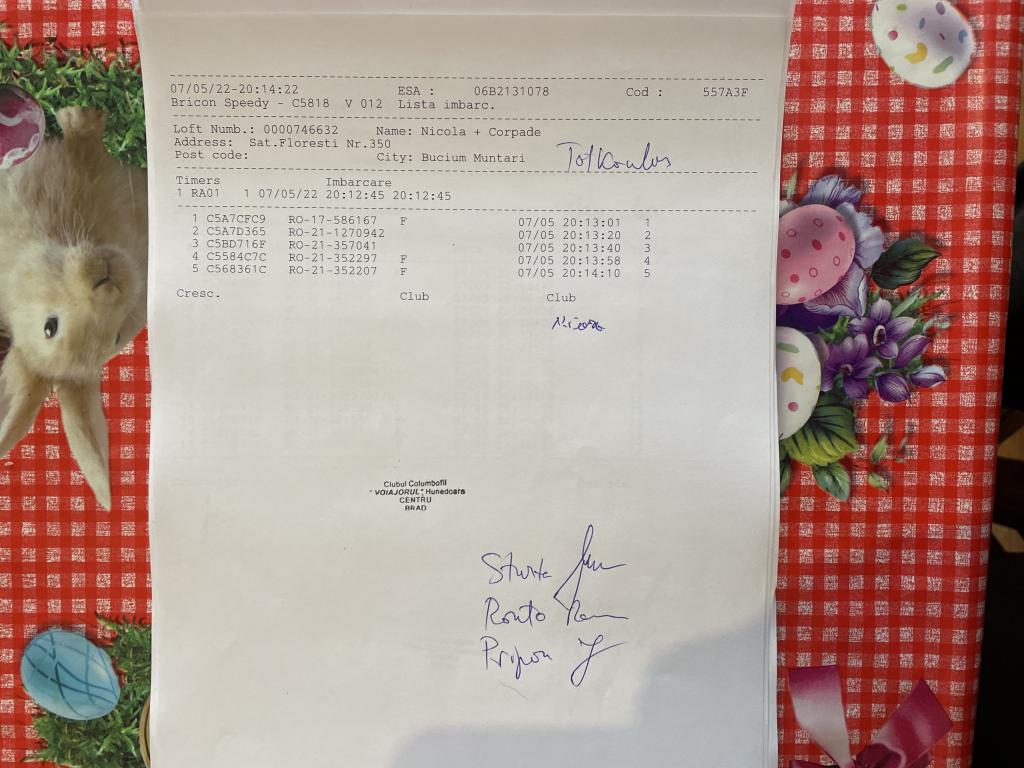 07/05/22-20:14:22 ESA : 06B2131078 Cod : 557A3F
Bricon Speedy - C5818 V 012 Lista imbarc.
Loft Numb.: 0000746632 Name: Nicola + Corpade
Address: Sat.Floresti Nr.350
Post code: City: Bucium Muntari
Timers Imbarcare
1 RA01 1 07/05/22 20:12:45 20:12:45
1 C5A7CFC9 RO-17-586167 F 07/05 20:13:01 1
2 C5A7D365 RO-21-1270942 07/05 20:13:20 2
3 C5BD716F RO-21-357041 07/05 20:13:40 3
4 C5584C7C RO-21-352297 F 07/05 20:13:58 4
5 C568361C RO-21-352207 F 07/05 20:14:10 5
Cresc. Club Club
Clubul Columbofil
"VOIAJORUL" Hunedoara
CENTRU
BRAD